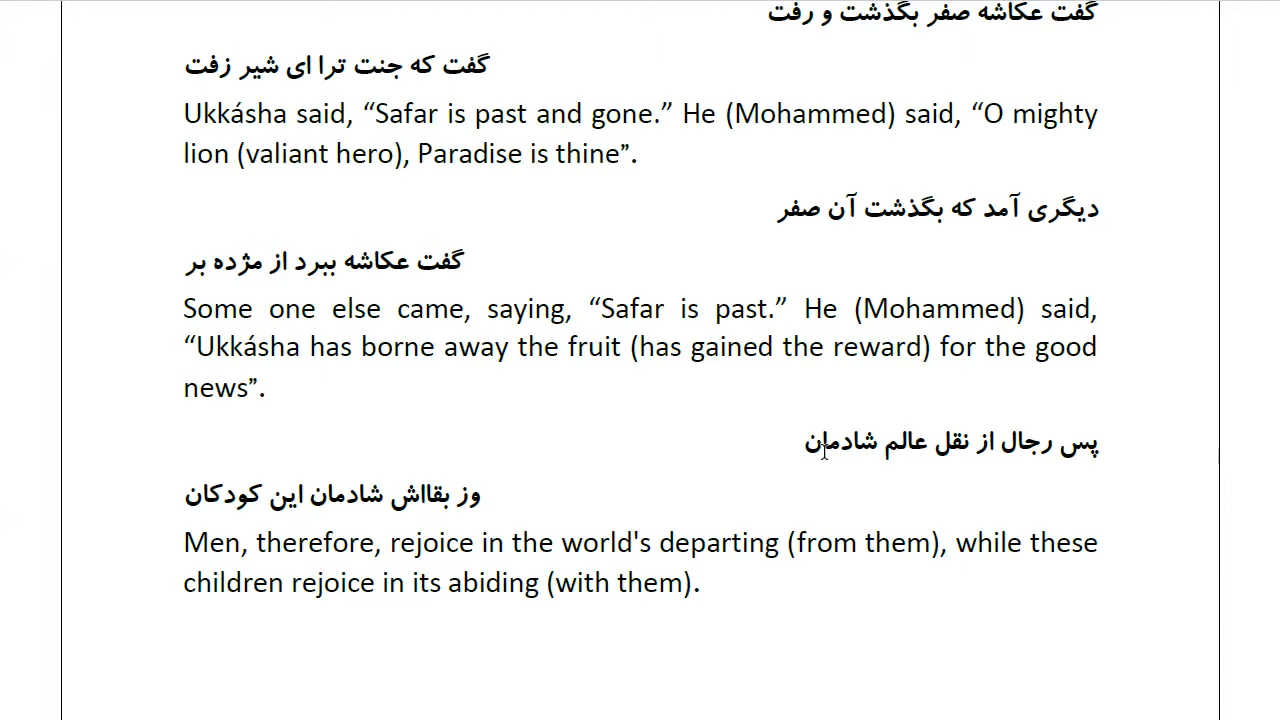 گفت عکاشه صفر بگذشت و رفت
گفت که جنت ترا ای شیر زفت
Ukkásha said, “Safar is past and gone.” He (Mohammed) said, “O mighty
lion (valiant hero), Paradise is thine”.
دیگری آمد که بگذشت آن صفر
گفت عکاشه ببرد از مژده بر
Some one else came, saying, “Safar is past.” He (Mohammed) said,
“Ukkásha has borne away the fruit (has gained the reward) for the good
news”.
پس رجال از نقل عالم شادمان
وز بقااش شادمان این کودکان
Men, therefore, rejoice in the world's departing (from them), while these
children rejoice in its abiding (with them).